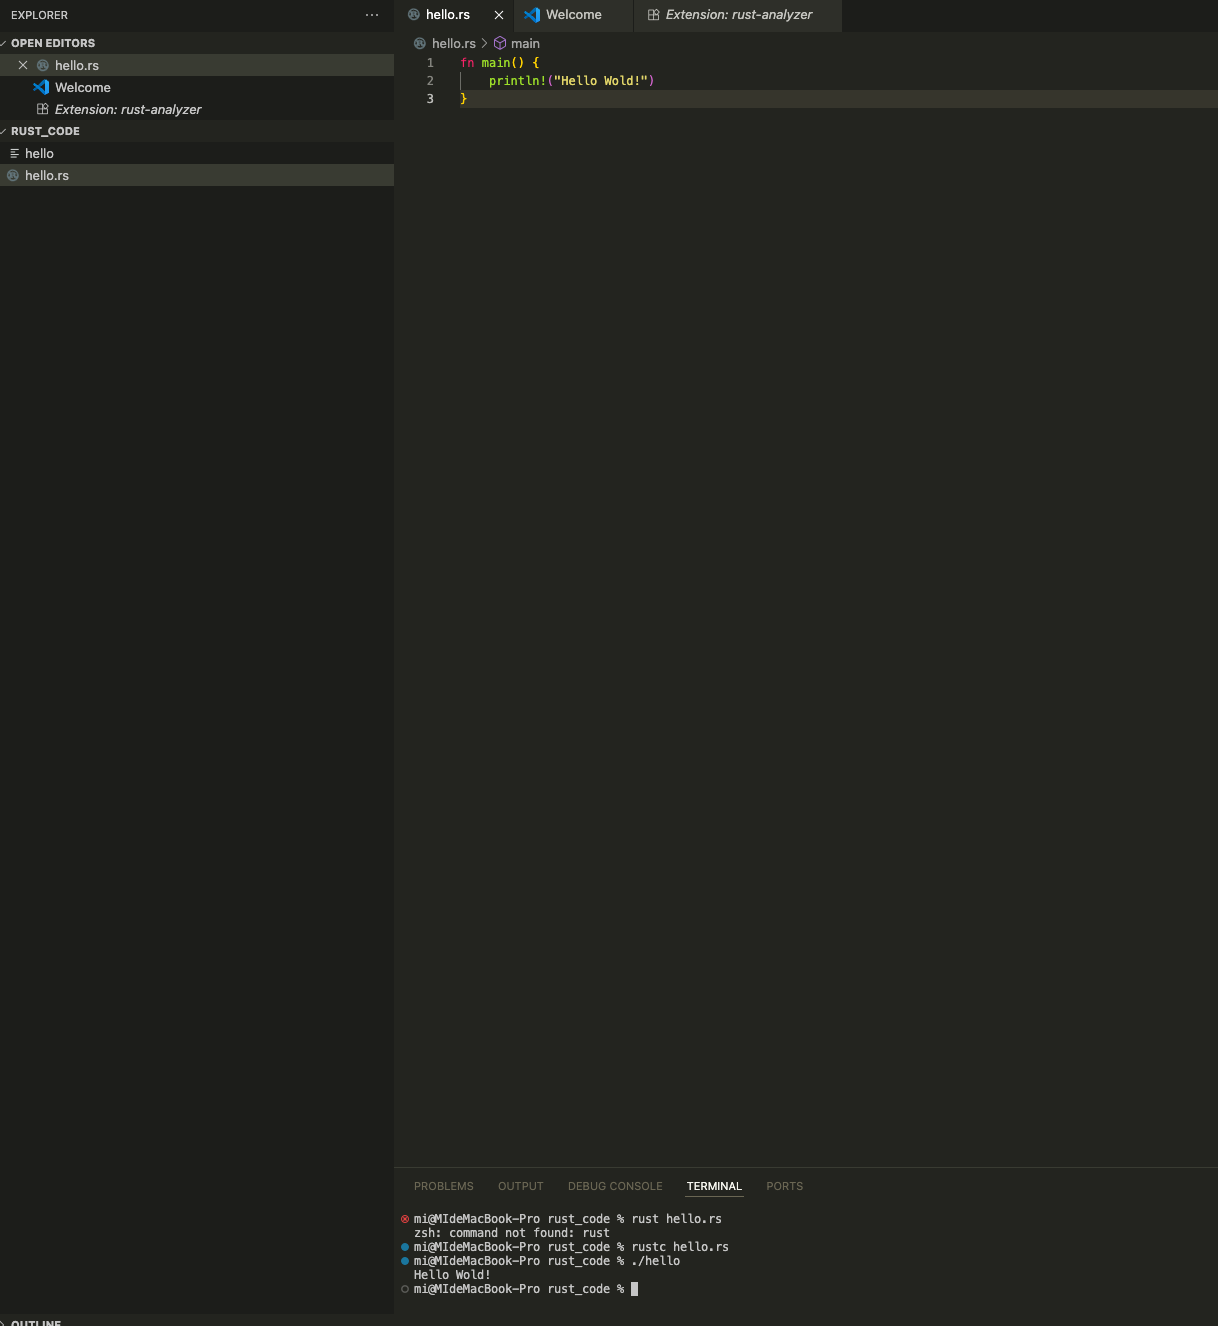 EXPLORER
OPEN EDITORS
hello.rs
Welcome
Extension: rust-analyzer
RUST_CODE
hello
hello.rs
hello.rs
Welcome
Extension: rust-analyzer
hello.rs > main
1 fn main() {
2 println!("Hello Wold!")
3 }
PROBLEMS OUTPUT DEBUG CONSOLE TERMINAL PORTS
mi@MIdeMacBook-Pro rust_code % rust hello.rs
zsh: command not found: rust
mi@MIdeMacBook-Pro rust_code % rustc hello.rs
mi@MIdeMacBook-Pro rust_code % ./hello
Hello Wold!
mi@MIdeMacBook-Pro rust_code %
OUTLINE